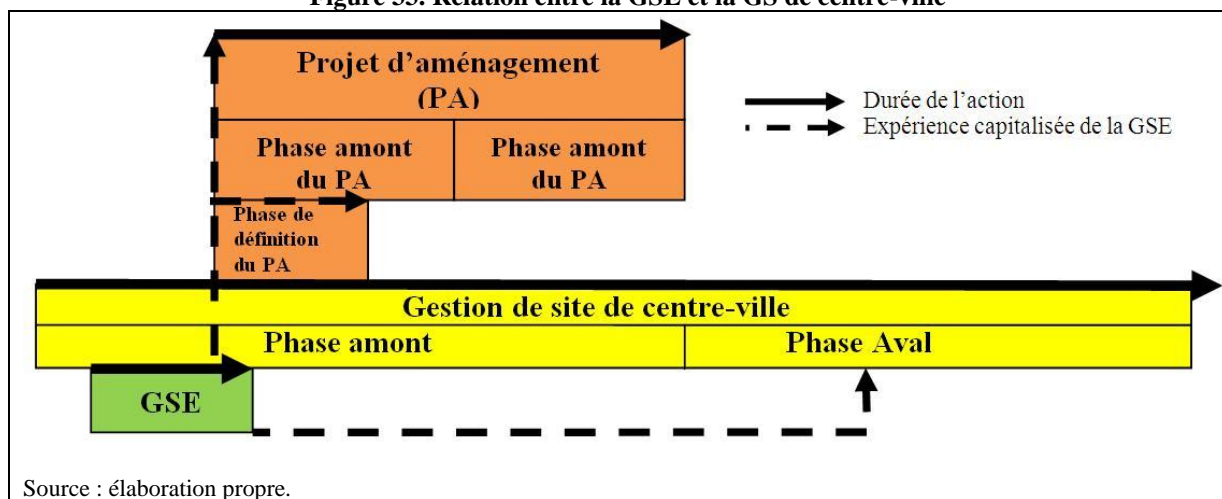 Figure 33. Relation entre la GSE et la GS de centre-ville
Projet d’aménagement
(PA)
Durée de l’action
Expérience capitalisée de la GSE
Phase amont
du PA
Phase amont
du PA
Phase de
définition
du PA
Gestion de site de centre-ville
Phase amont
Phase Aval
GSE
Source : élaboration propre.